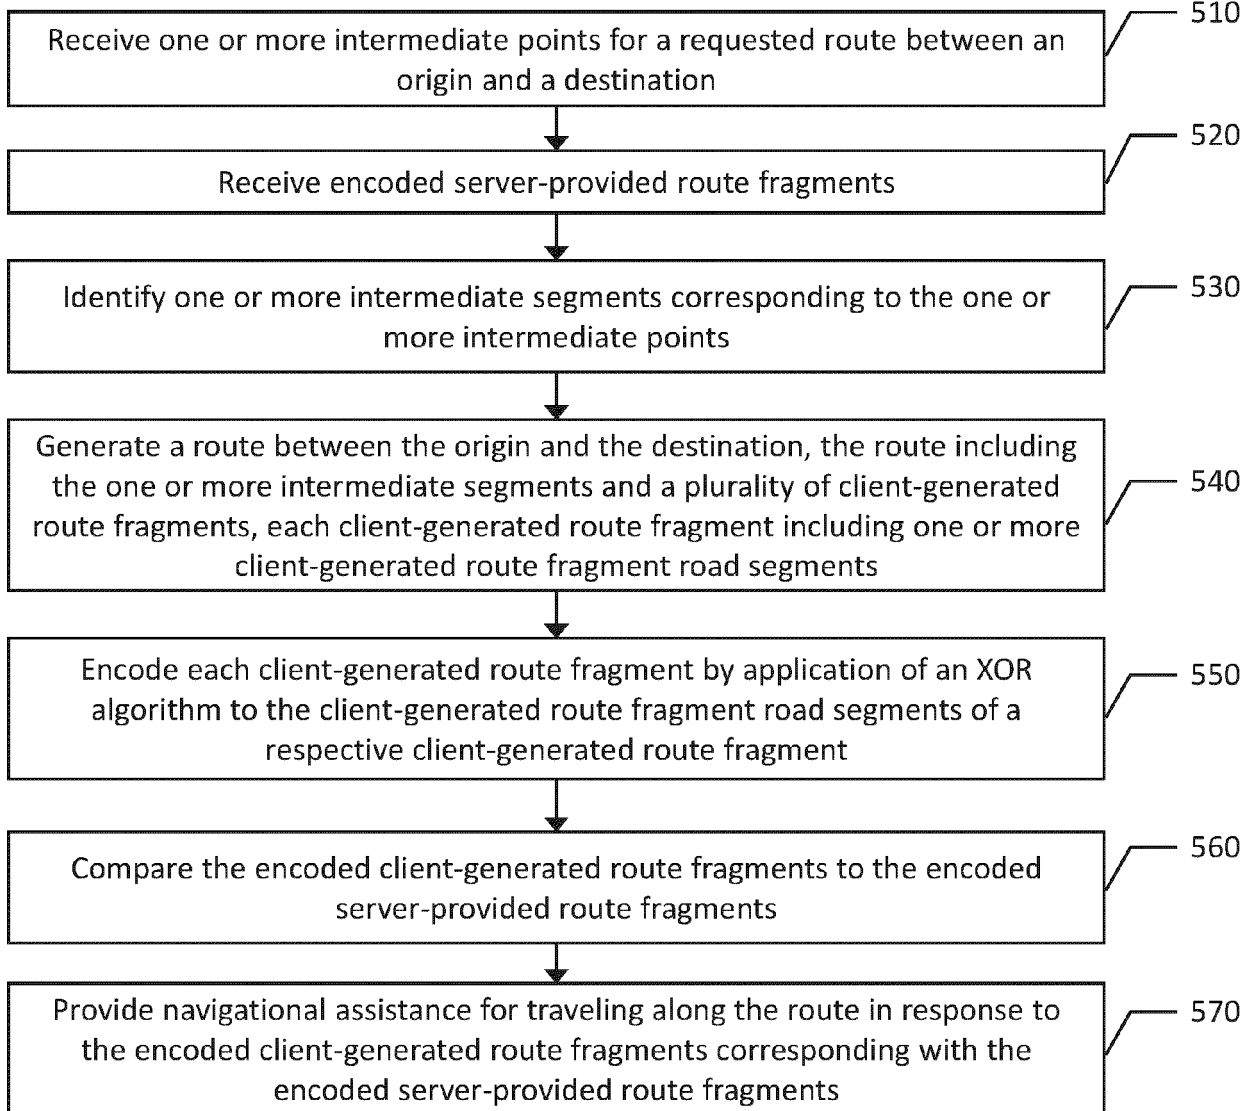 510
Receive one or more intermediate points for a requested route between an
origin and a destination
520
Receive encoded server-provided route fragments
530
Identify one or more intermediate segments corresponding to the one or
more intermediate points
540
Generate a route between the origin and the destination, the route including
the one or more intermediate segments and a plurality of client-generated
route fragments, each client-generated route fragment including one or more
client-generated route fragment road segments
550
Encode each client-generated route fragment by application of an XOR
algorithm to the client-generated route fragment road segments of a
respective client-generated route fragment
560
Compare the encoded client-generated route fragments to the encoded
server-provided route fragments
570
Provide navigational assistance for traveling along the route in response to
the encoded client-generated route fragments corresponding with the
encoded server-provided route fragments